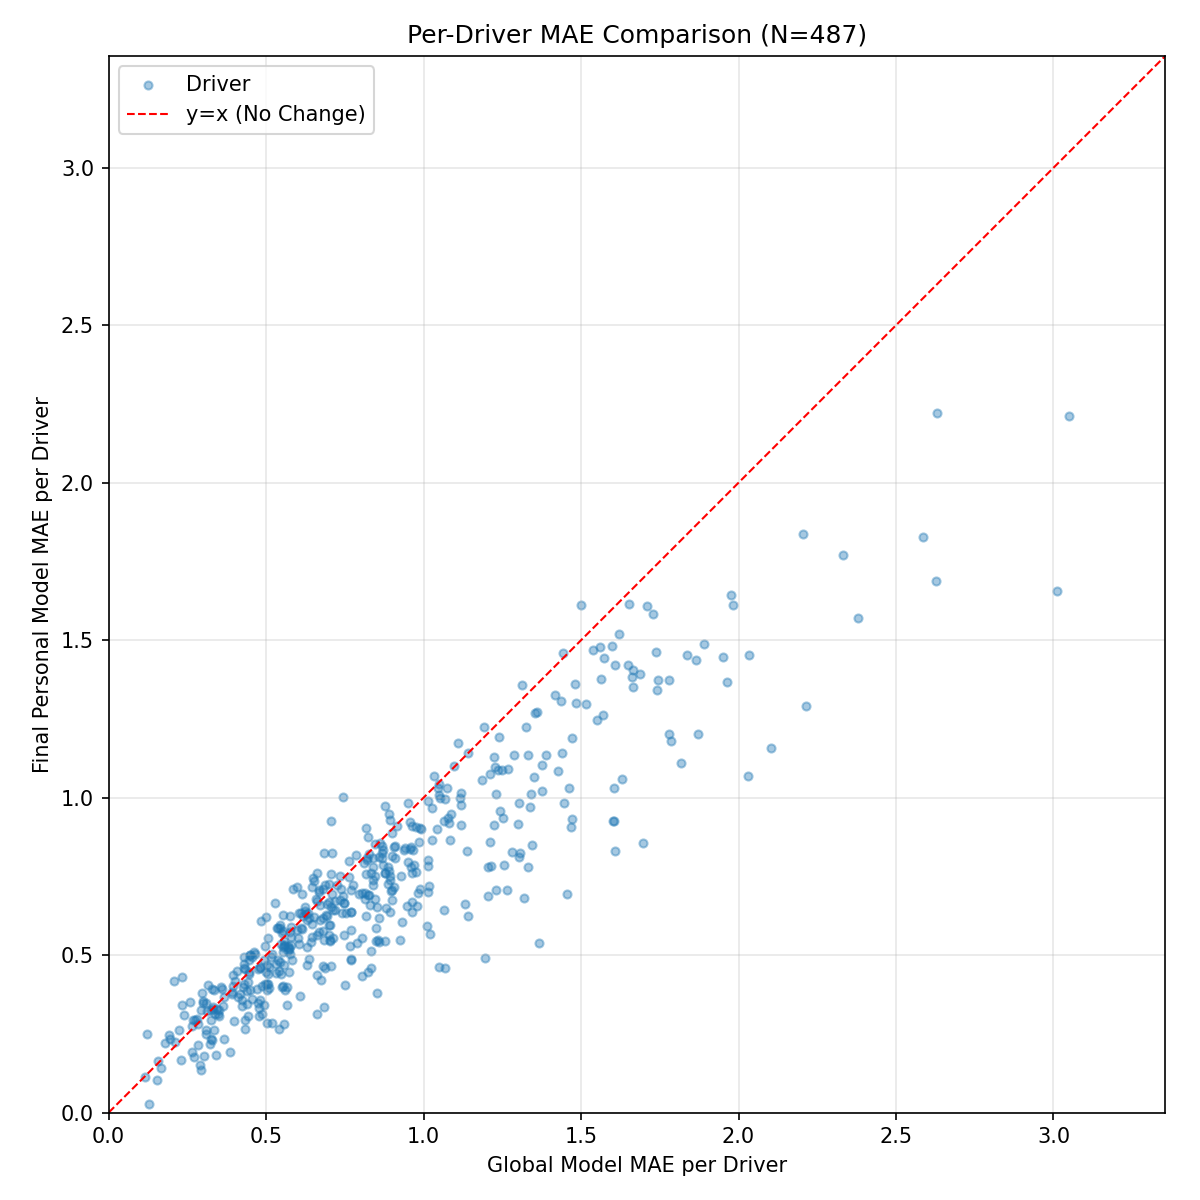 Per-Driver MAE Comparison (N=487)
Driver
y=x (No Change)
3.0
2.5
2.0
1.5
1.0
0.5
0.0
Final Personal Model MAE per Driver
0.0 0.5 1.0 1.5 2.0 2.5 3.0
Global Model MAE per Driver